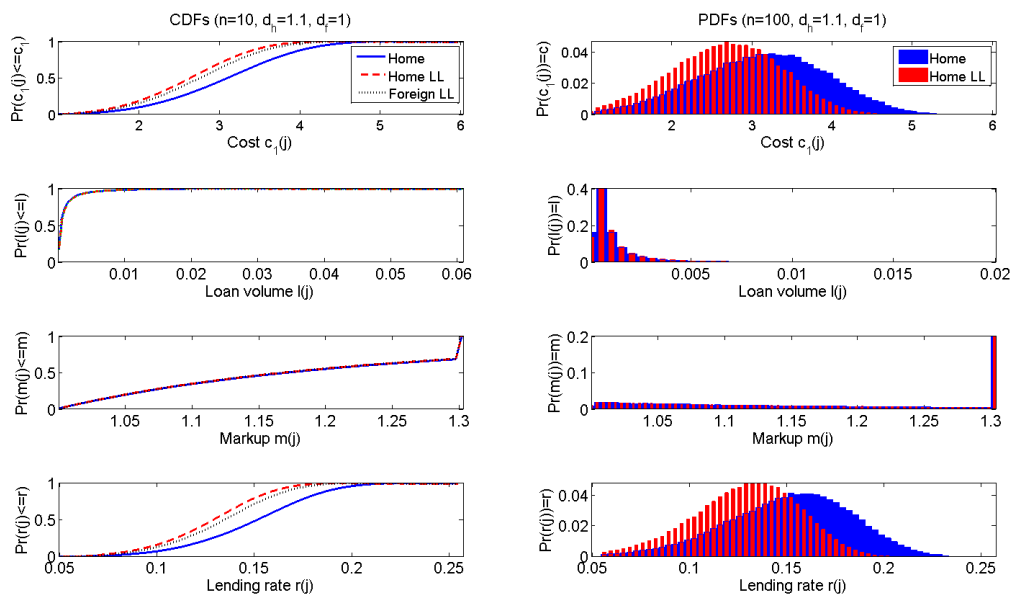 CDFs (n=10, d_h=1.1, d_f=1)
Pr(c_1(j)<=c_1)
1
0.5
0
2 3 4 5 6
Cost c_1(j)
Home
Home LL
Foreign LL
PDFs (n=100, d_h=1.1, d_f=1)
Pr(c_1(j))=c)
0.04
0.02
0
2 3 4 5 6
Cost c_1(j)
Home
Home LL
Pr(l(j)<=l)
1
0.5
0
0.01 0.02 0.03 0.04 0.05 0.06
Loan volume l(j)
Pr(l(j))=l)
0.4
0.2
0
0.005 0.01 0.015 0.02
Loan volume l(j)
Pr(m(j)<=m)
1
0.5
0
1.05 1.1 1.15 1.2 1.25 1.3
Markup m(j)
Pr(m(j))=m)
0.2
0.1
0
1.05 1.1 1.15 1.2 1.25 1.3
Markup m(j)
Pr(r(j)<=r)
1
0.5
0
0.05 0.1 0.15 0.2 0.25
Lending rate r(j)
Pr(r(j))=r)
0.04
0.02
0
0.05 0.1 0.15 0.2 0.25
Lending rate r(j)